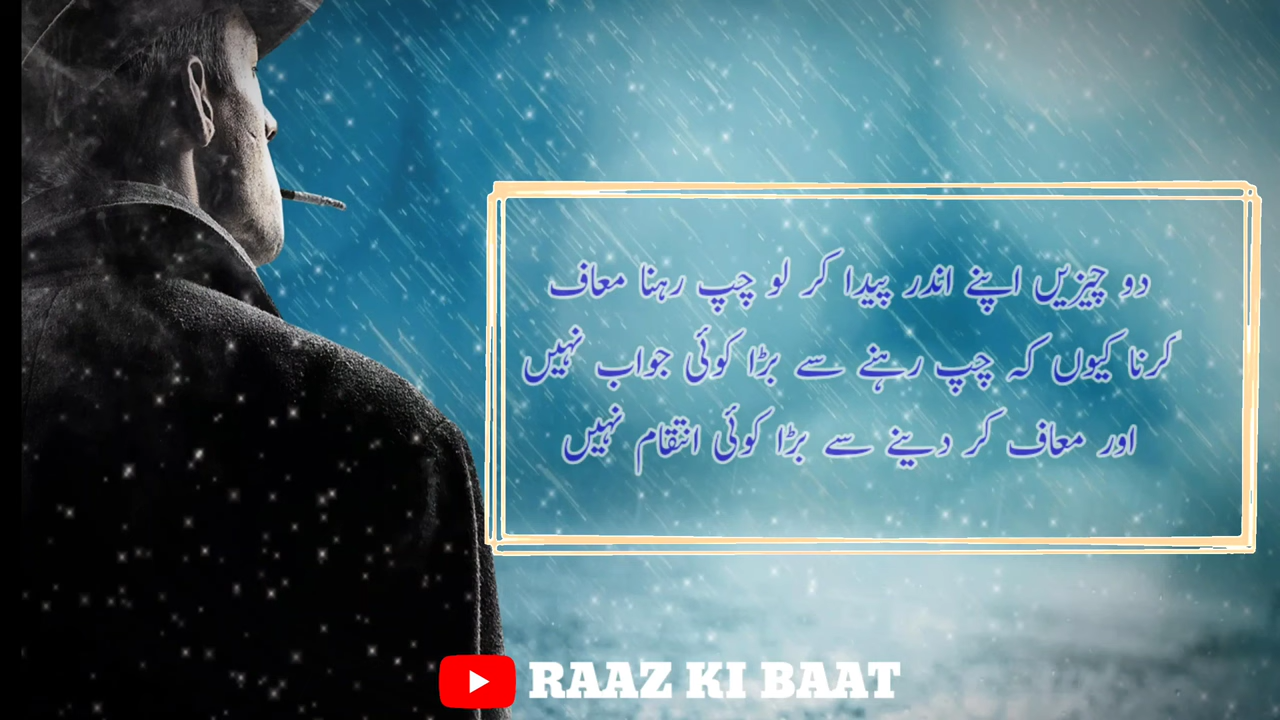 دو چیزیں اپنے اندر پیدا کر لو چپ رہنا معاف
کرنا کیوں کہ چپ رہنے سے بڑا کوئی جواب نہیں
اور معاف کر دینے سے بڑا کوئی انتقام نہیں
RAAZ KI BAAT